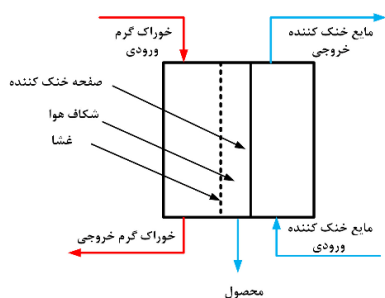 خوراک گرم
ورودی
مایع خنک کننده
خروجی
صفحه خنک کننده
شکاف هوا
غشا
خوراک گرم خروجی
مایع خنک کننده
ورودی
محصول